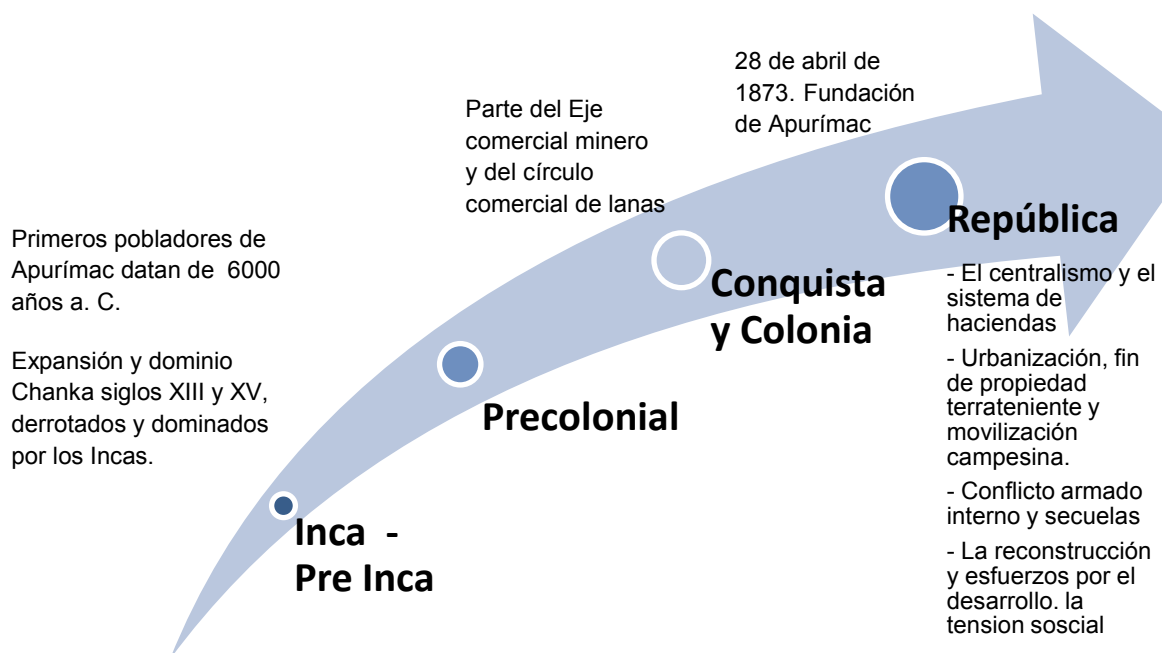 Primeros pobladores de
Apurímac datan de 6000
años a. C.
Expansión y dominio
Chanka siglos XIII y XV,
derrotados y dominados
por los Incas.
Inca -
Pre Inca
Precolonial
Parte del Eje
comercial minero
y del círculo
comercial de lanas
Conquista
y Colonia
28 de abril de
1873. Fundación
de Apurímac
República
- El centralismo y el
sistema de
haciendas
- Urbanización, fin
de propiedad
terrateniente y
movilización
campesina.
- Conflicto armado
interno y secuelas
- La reconstrucción
y esfuerzos por el
desarrollo. la
tension soscial